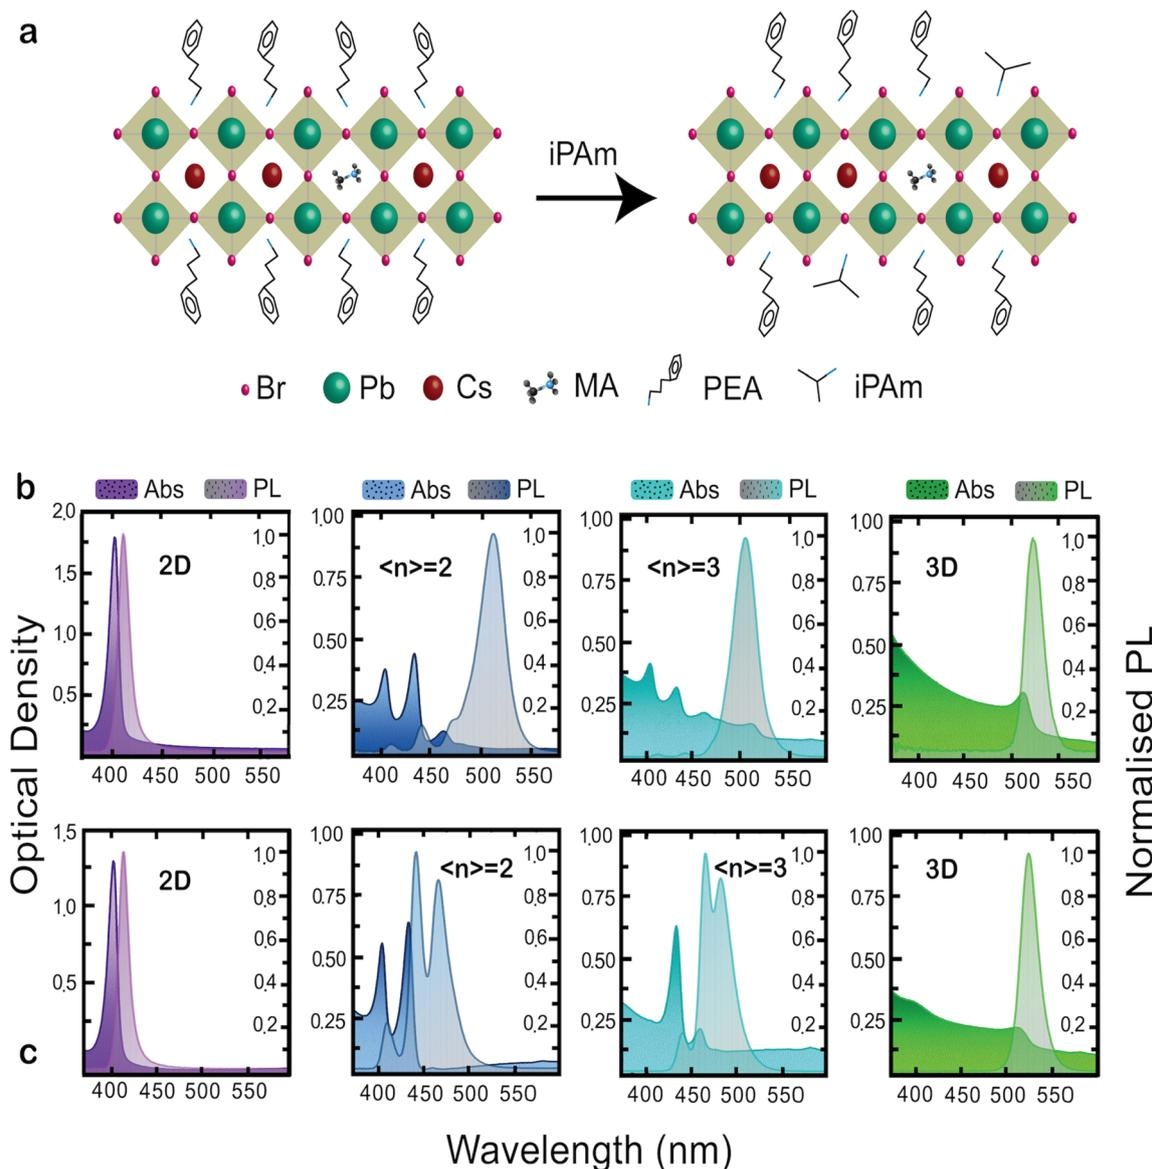 a
iPAm
Br Pb Cs MA PEA iPAm
b
Abs PL Abs PL Abs PL Abs PL
Optical Density
Normalised PL
2.0
1.5
1.0
0.5
1.0
0.8
0.6
0.4
0.2
2D
400 450 500 550
1.00
0.75
0.50
0.25
1.0
0.8
0.6
0.4
0.2
<n>=2
400 450 500 550
1.00
0.75
0.50
0.25
1.0
0.8
0.6
0.4
0.2
<n>=3
400 450 500 550
1.00
0.50
0.25
1.0
0.8
0.6
0.4
0.2
3D
400 450 500 550
c
1.5
1.0
0.5
1.0
0.8
0.6
0.4
0.2
2D
400 450 500 550
1.00
0.75
0.50
0.25
1.0
0.8
0.6
0.4
0.2
<n>=2
400 450 500 550
1.00
0.75
0.50
0.25
1.0
0.8
0.6
0.4
0.2
<n>=3
400 450 500 550
1.00
0.75
0.50
0.25
1.0
0.8
0.6
0.4
0.2
3D
400 450 500 550
Wavelength (nm)